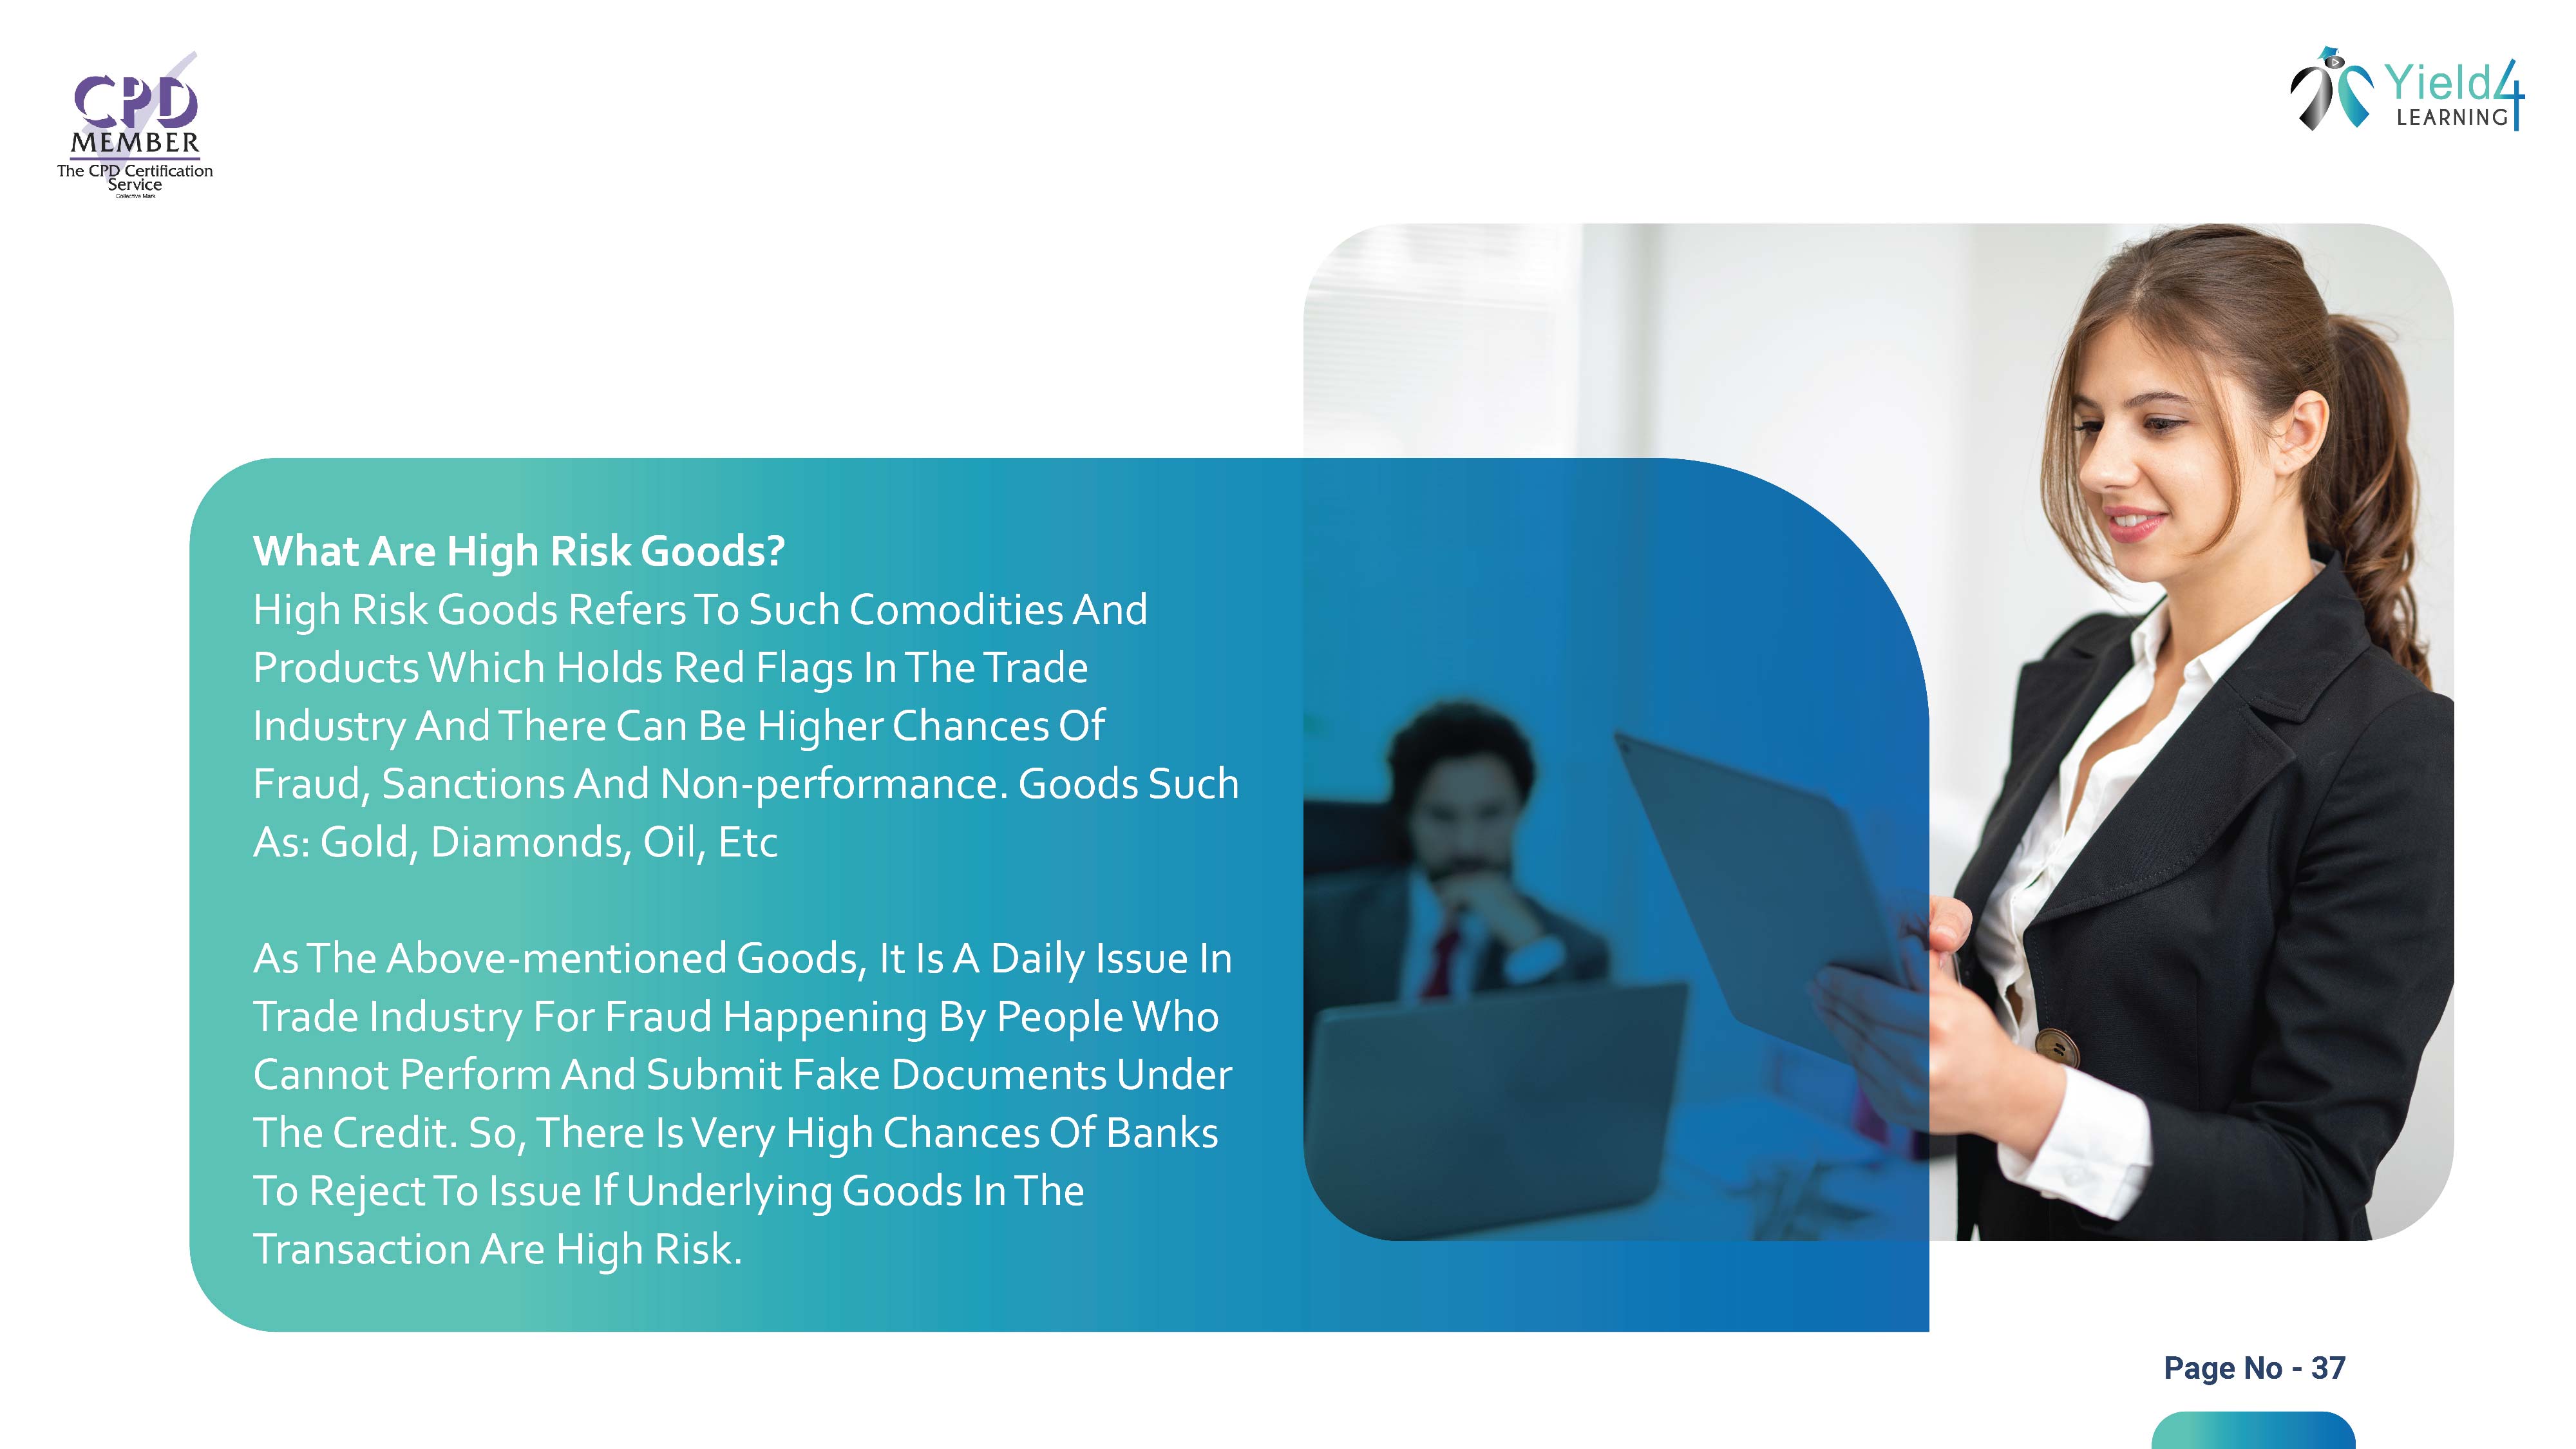 CPD
MEMBER
The CPD Certification
Service
Collective Mark
Yield4
LEARNING
What Are High Risk Goods?
High Risk Goods Refers To Such Comodities And
Products Which Holds Red Flags In The Trade
Industry And There Can Be Higher Chances Of
Fraud, Sanctions And Non-performance. Goods Such
As: Gold, Diamonds, Oil, Etc
As The Above-mentioned Goods, It Is A Daily Issue In
Trade Industry For Fraud Happening By People Who
Cannot Perform And Submit Fake Documents Under
The Credit. So, There Is Very High Chances Of Banks
To Reject To Issue If Underlying Goods In The
Transaction Are High Risk.
Page No - 37